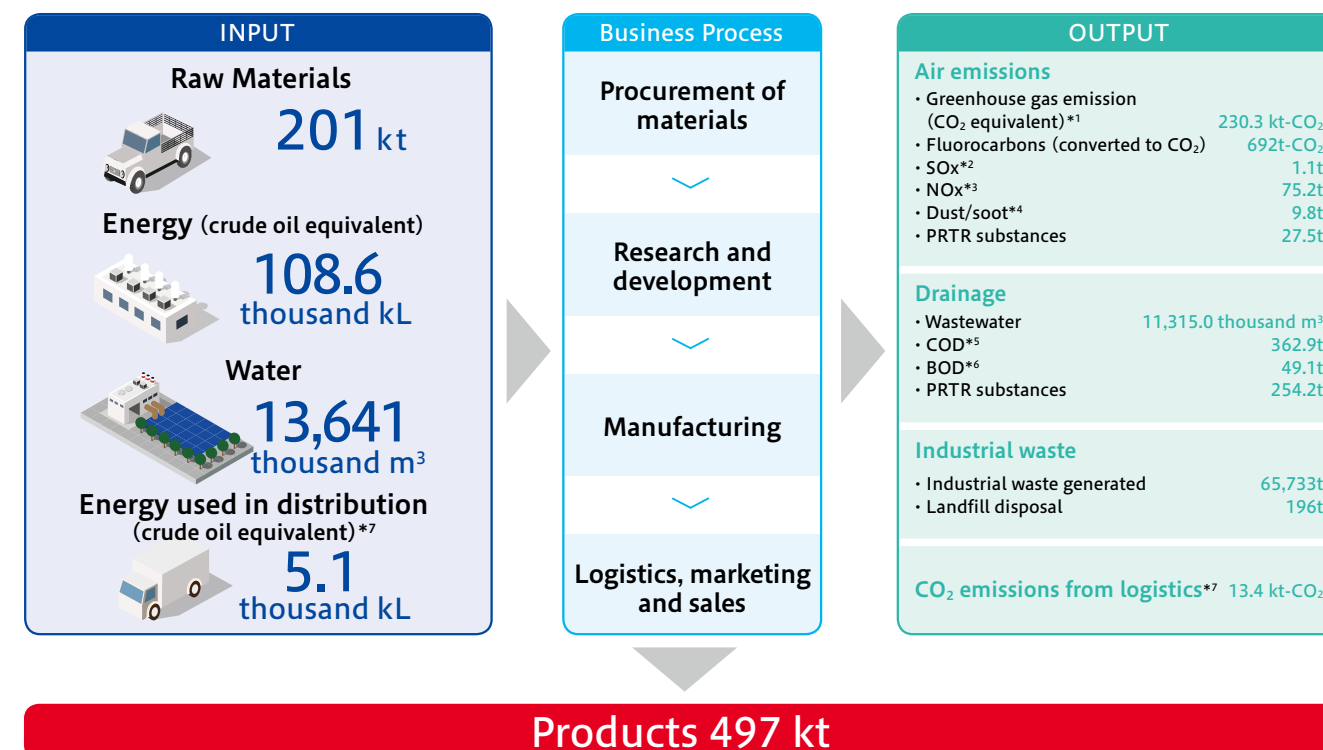 INPUT
Raw Materials
201 kt
Energy (crude oil equivalent)
108.6
thousand kL
Water
13,641
thousand m³
Energy used in distribution
(crude oil equivalent)*7
5.1
thousand kL
Business Process
Procurement of
materials
Research and
development
Manufacturing
Logistics, marketing
and sales
OUTPUT
Air emissions
・Greenhouse gas emission
(CO₂ equivalent)*1 230.3 kt-CO₂
・Fluorocarbons (converted to CO₂) 692t-CO₂
・SOx*2 1.1t
・NOx*3 75.2t
・Dust/soot*4 9.8t
・PRTR substances 27.5t
Drainage
・Wastewater 11,315.0 thousand m³
・COD*5 362.9t
・BOD*6 49.1t
・PRTR substances 254.2t
Industrial waste
・Industrial waste generated 65,733t
・Landfill disposal 196t
CO₂ emissions from logistics*7 13.4 kt-CO₂
Products 497 kt